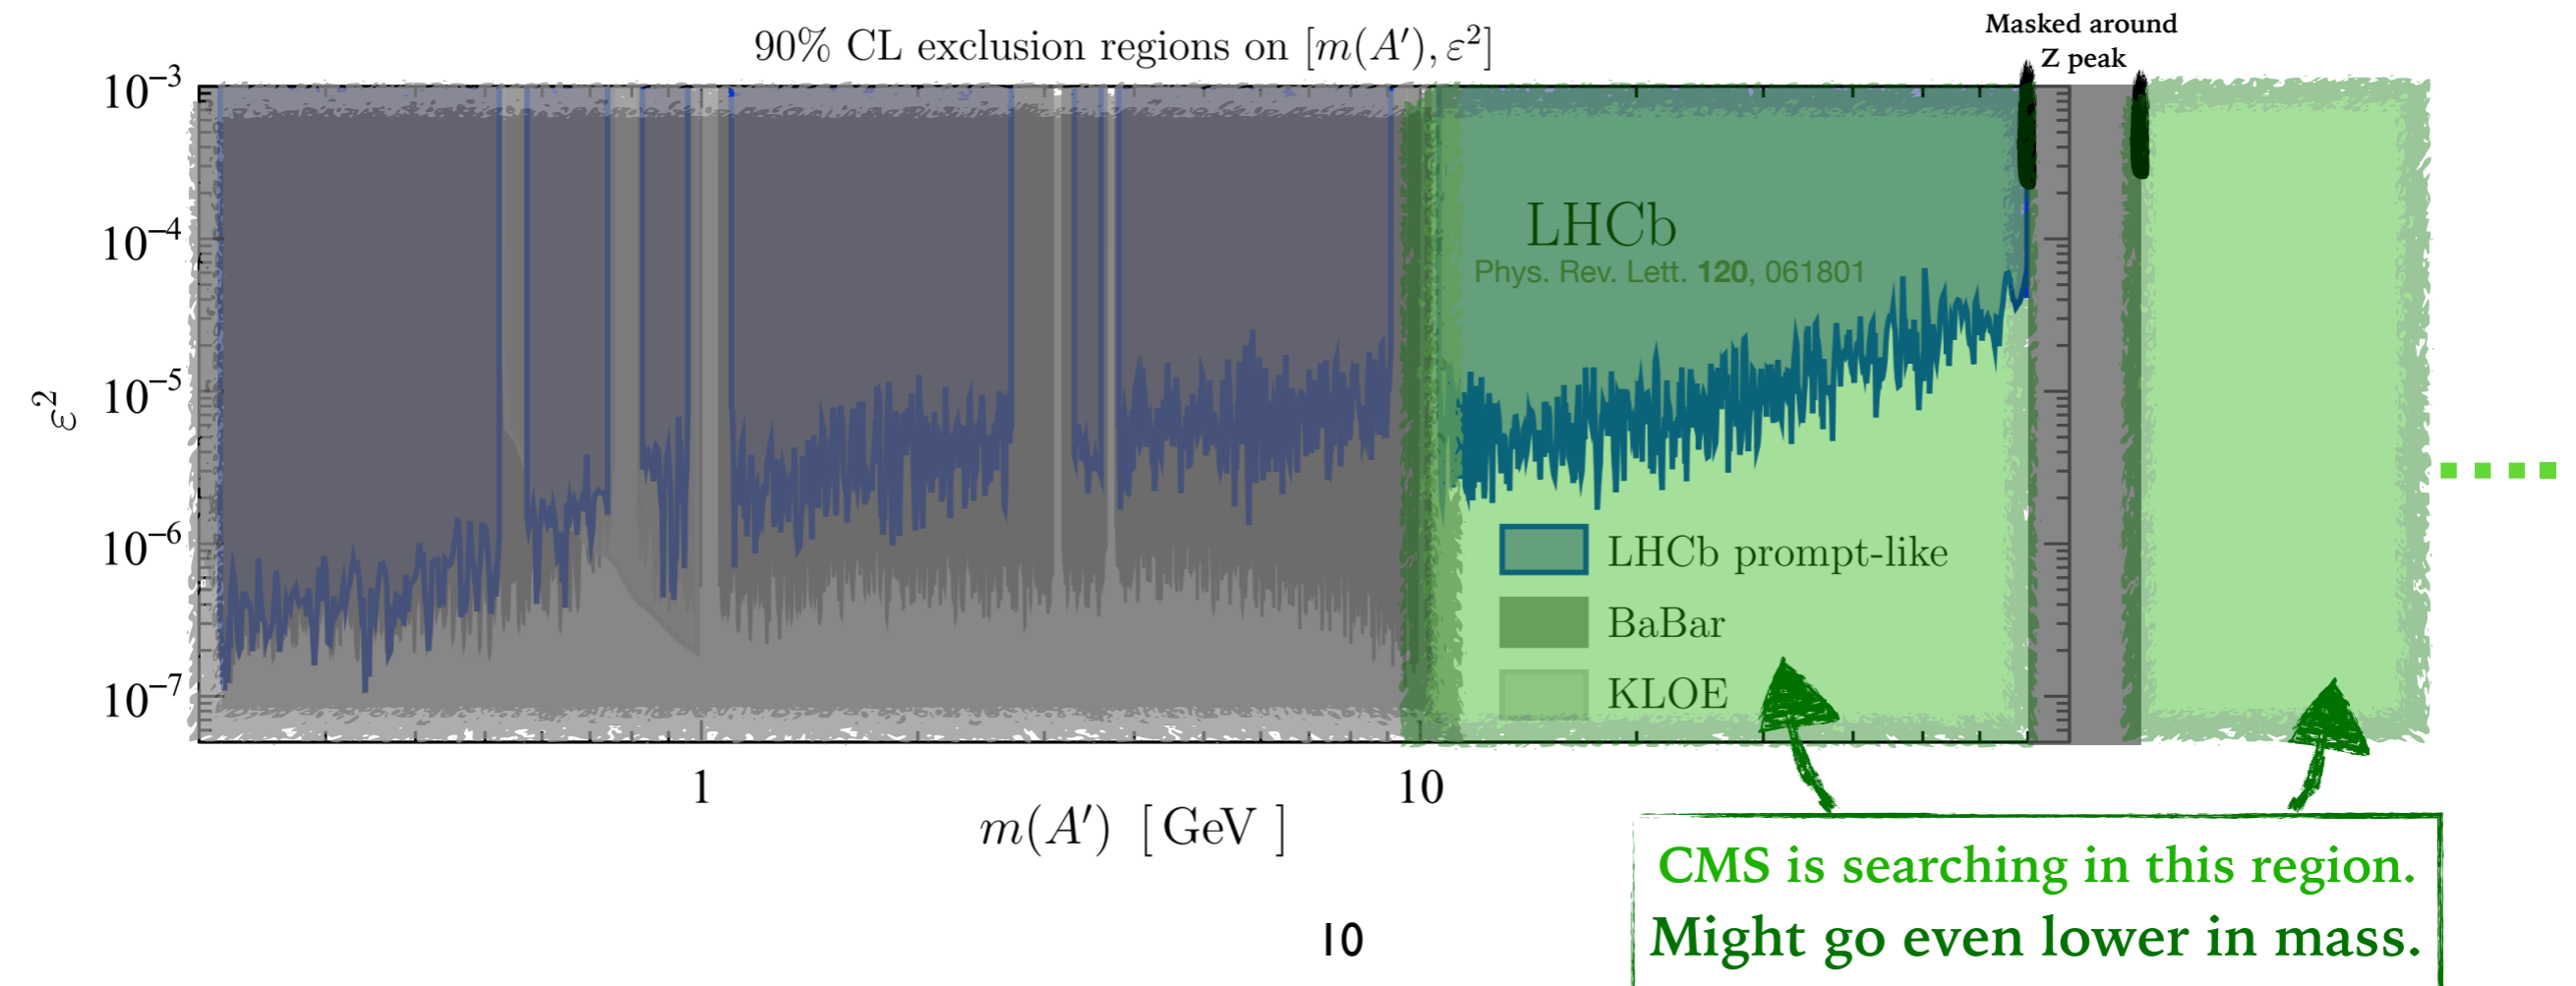 Masked around
Z peak
90% CL exclusion regions on [m(A′), ε²]
10⁻³
10⁻⁴
10⁻⁵
10⁻⁶
10⁻⁷
ε²
LHCb
Phys. Rev. Lett. 120, 061801
LHCb prompt-like
BaBar
KLOE
1
10
m(A′) [ GeV ]
CMS is searching in this region.
Might go even lower in mass.
10